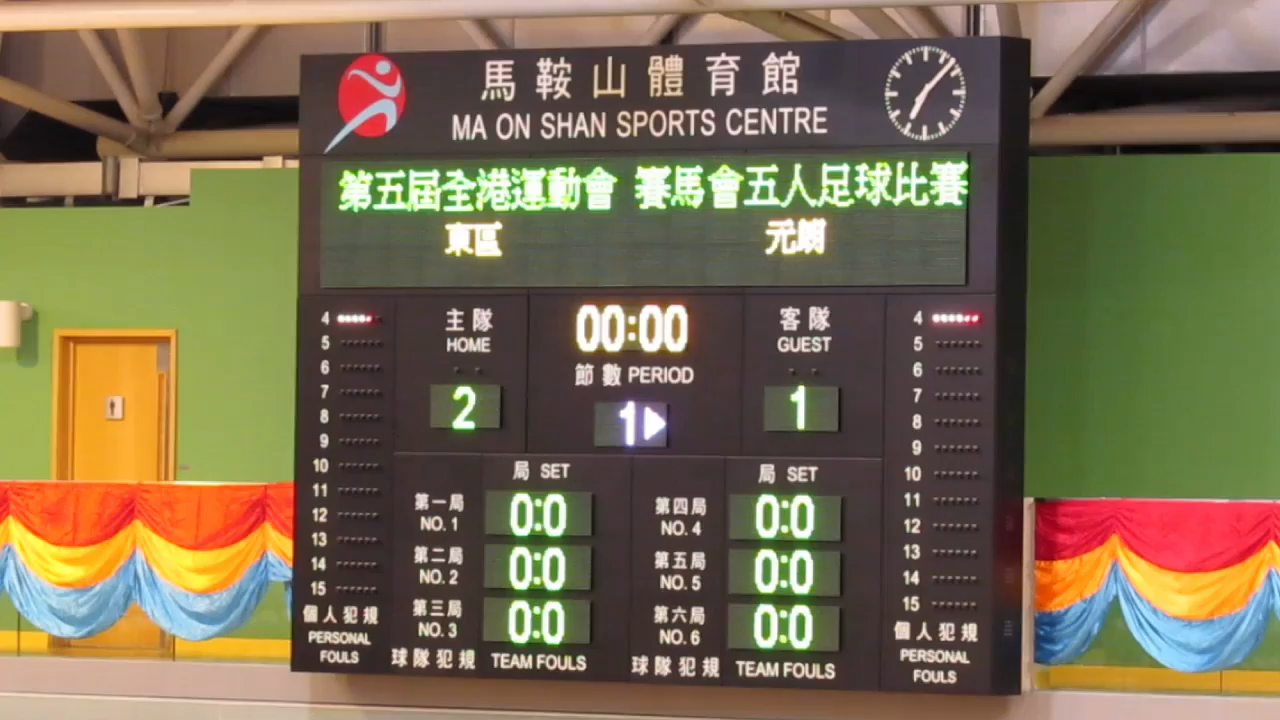 馬鞍山體育館
MA ON SHAN SPORTS CENTRE
第五屆全港運動會 賽馬會五人足球比賽
東區 元朗
主隊
HOME
2
00:00
節數 PERIOD
1
客隊
GUEST
1
4
5
6
7
8
9
10
11
12
13
14
15
個人犯規
PERSONAL
FOULS
局 SET
第一局
NO. 1
0:0
第二局
NO. 2
0:0
第三局
NO. 3
0:0
球隊犯規 TEAM FOULS
局 SET
第四局
NO. 4
0:0
第五局
NO. 5
0:0
第六局
NO. 6
0:0
球隊犯規 TEAM FOULS
4
5
6
7
8
9
10
11
12
13
14
15
個人犯規
PERSONAL
FOULS